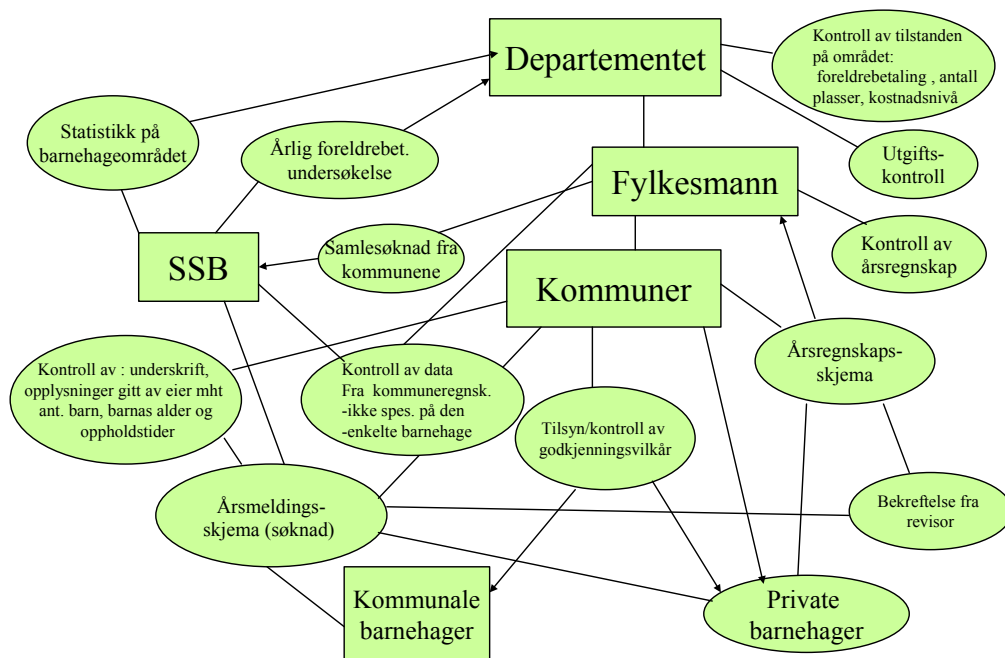 Departementet
Kontroll av tilstanden
på området:
foreldrebetaling , antall
plasser, kostnadsnivå
Statistikk på
barnehageområdet
Årlig foreldrebet.
undersøkelse
Utgifts-
kontroll
Fylkesmann
Samlesøknad fra
kommunene
Kontroll av
årsregnskap
SSB
Kommuner
Årsregnskaps-
skjema
Kontroll av : underskrift,
opplysninger gitt av eier mht
ant. barn, barnas alder og
oppholdstider
Kontroll av data
Fra kommuneregnsk.
-ikke spes. på den
-enkelte barnehage
Tilsyn/kontroll av
godkjenningsvilkår
Årsmeldings-
skjema (søknad)
Bekreftelse fra
revisor
Kommunale
barnehager
Private
barnehager